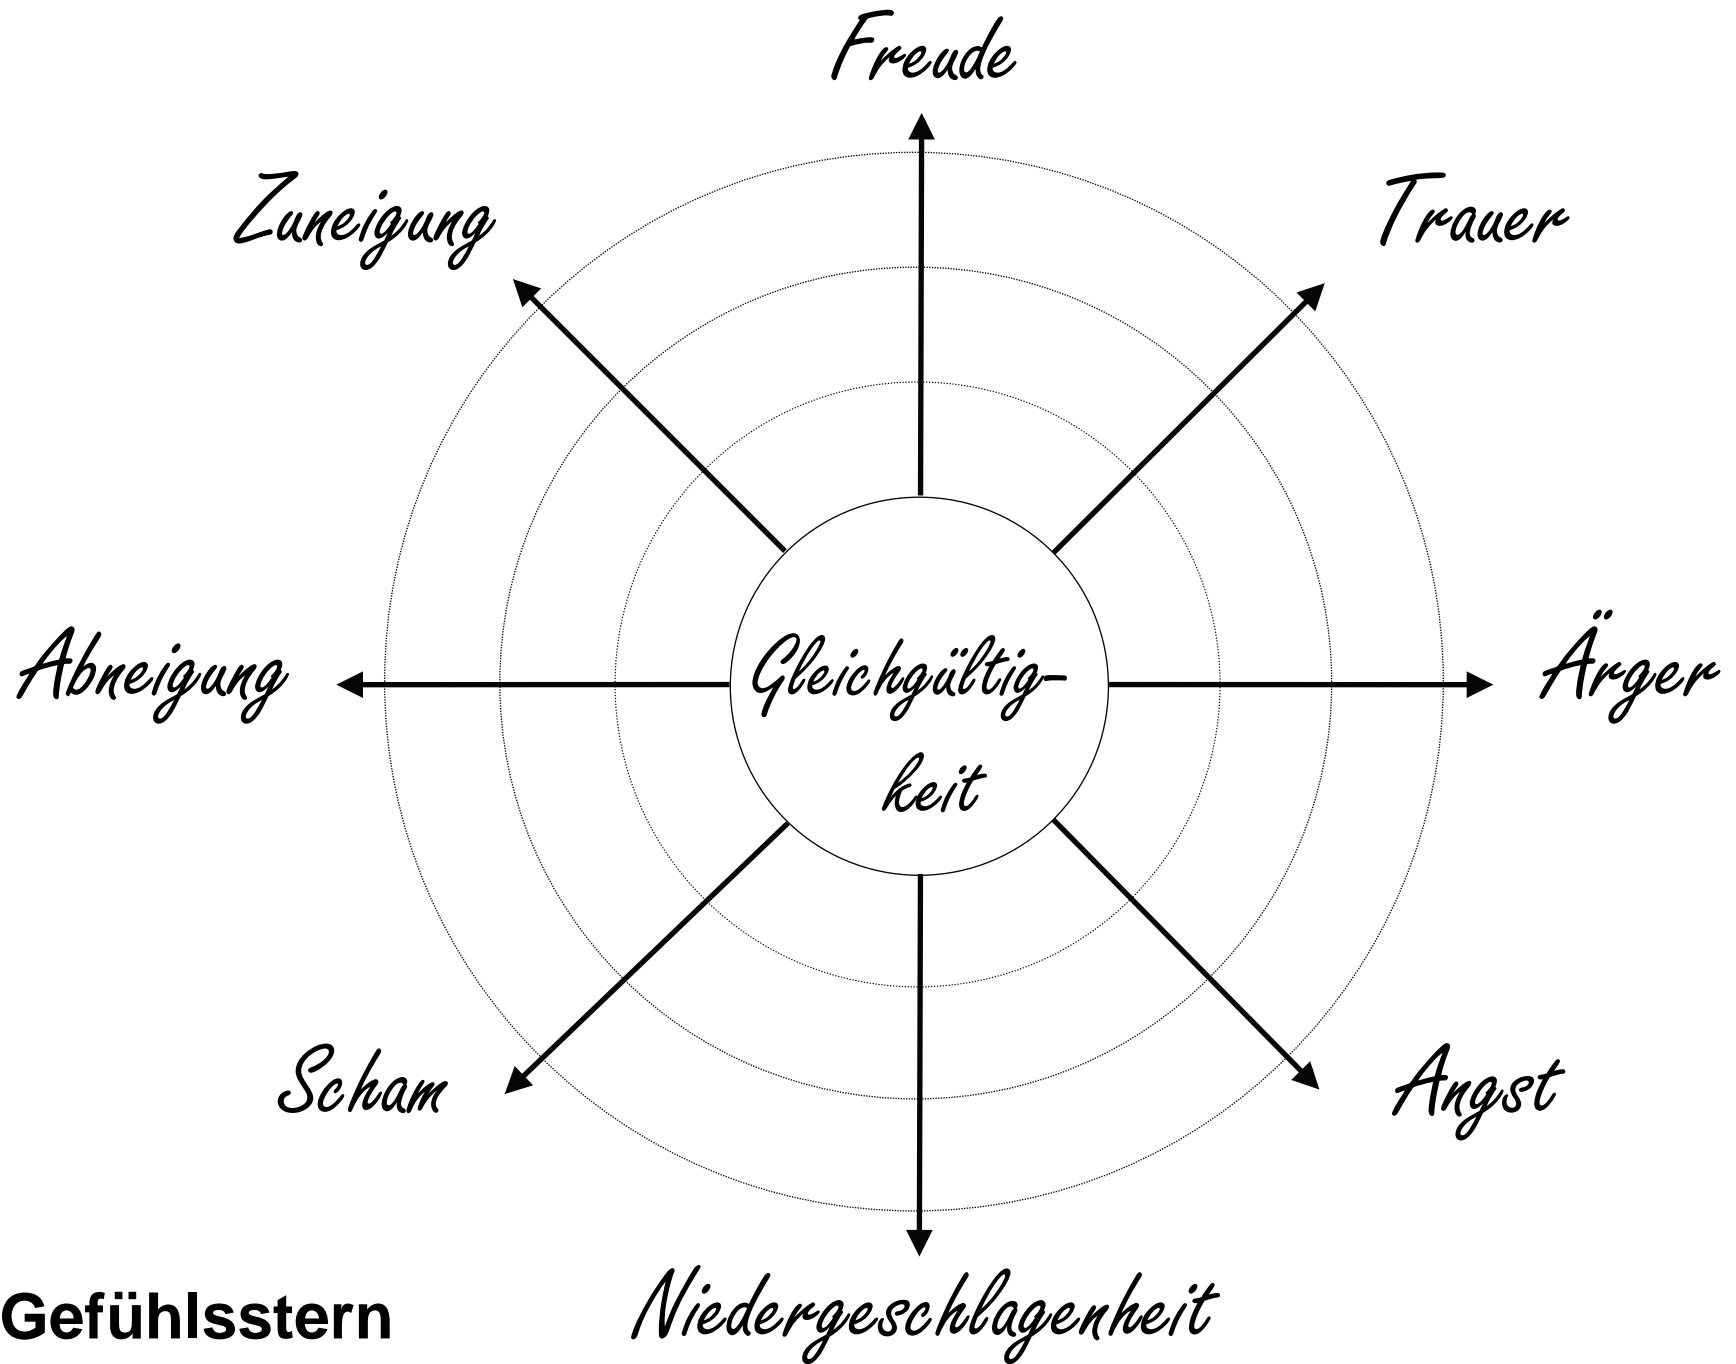 Freude
Zuneigung
Trauer
Abneigung
Gleichgültig-
keit
Ärger
Scham
Angst
Niedergeschlagenheit
Gefühlsstern